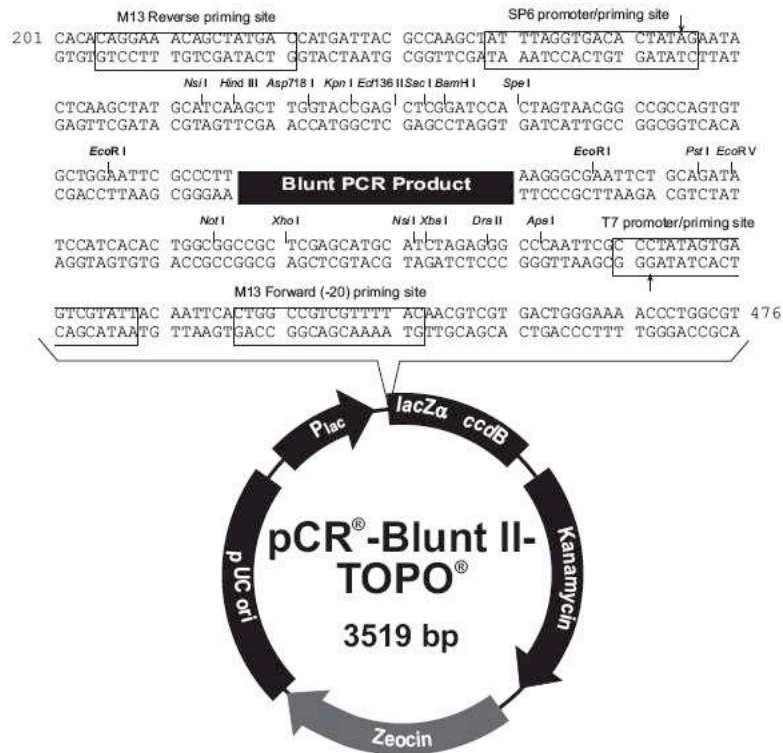 M13 Reverse priming site SP6 promoter/priming site
201 CACACAGGAA ACAGCTATGA CCATGATTAC GCCAAGCTAT TTAGGTGACA CTATAGAATA
GTGTGTCCTT TGTCGATACT GGTACTAATG CGGTTCGATA AATCCACTGT GATATCTTAT
Nsi I Hind III Asp718 I Kpn I Ecl136 II Sac I BamH I Spe I
CTCAAGCTAT GCATCAAGCT TGGTACCGAG CTCGGATCCA CTAGTAACGG CCGCCAGTGT
GAGTTCGATA CGTAGTTCGA ACCATGGCTC GAGCCTAGGT GATCATTGCC GGCGGTCACA
EcoR I EcoR I Pst I EcoR V
GCTGGAATTC GCCCTT Blunt PCR Product AAGGGCGAATTCT GCAGATA
CGACCTTAAG CGGGAA TTCCCGCTTAAGA CGTCTAT
Not I Xho I Nsi I Xba I Dra II Apa I T7 promoter/priming site
TCCATCACAC TGGCGGCCGC TCGAGCATGC ATCTAGAGGG CCCAATTCGC CCTATAGTGA
AGGTAGTGTG ACCGCCGGCG AGCTCGTACG TAGATCTCCC GGGTTAAGCG GGATATCACT
M13 Forward (-20) priming site
GTCGTATTAC AATTCACTGG CCGTCGTTTT ACAACGTCGT GACTGGGAAA ACCCTGGCGT 476
CAGCATAATG TTAAGTGACC GGCAGCAAAA TGTTGCAGCA CTGACCCTTT TGGGACCGCA
Plac lacZα ccdB
pCR®-Blunt II-
TOPO®
3519 bp
Kanamycin
pUC ori
Zeocin